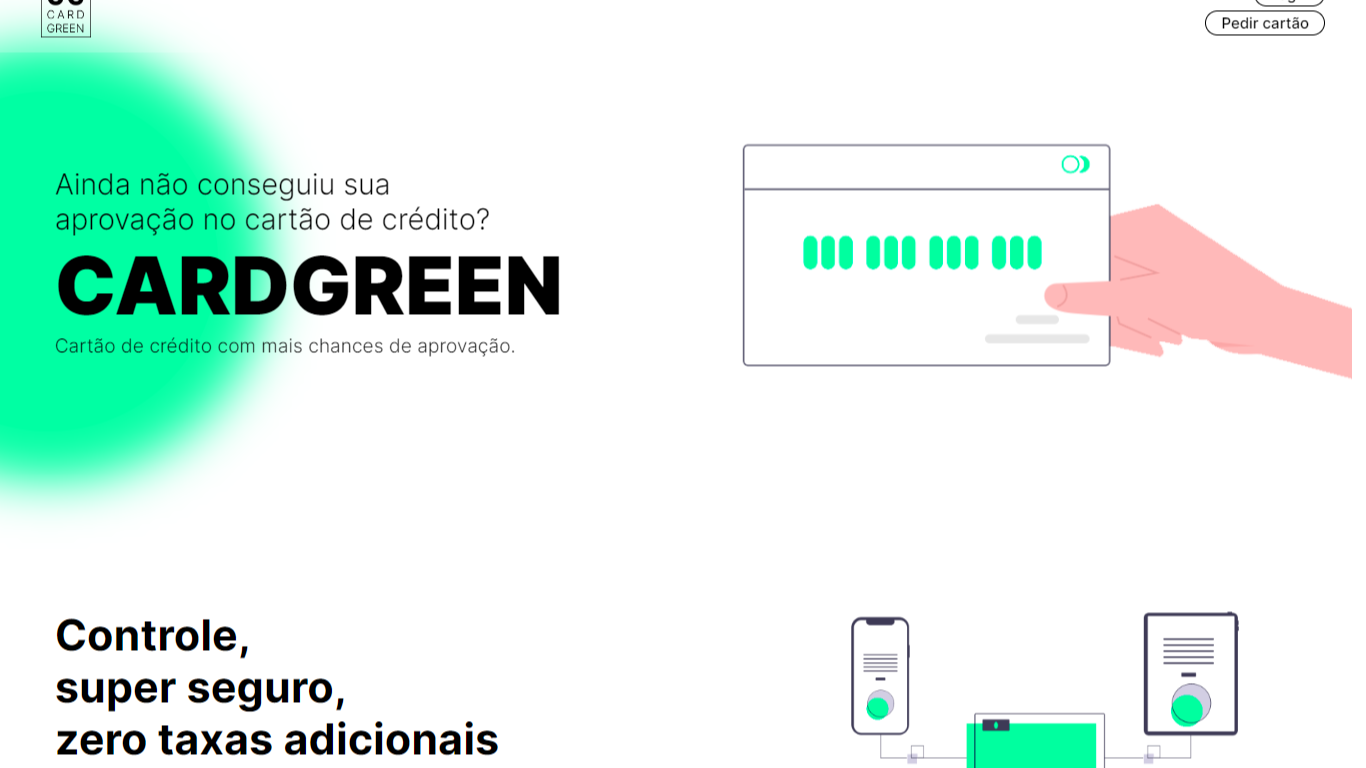 CARD
GREEN
Pedir cartão
Ainda não conseguiu sua
aprovação no cartão de crédito?
CARDGREEN
Cartão de crédito com mais chances de aprovação.
Controle,
super seguro,
zero taxas adicionais